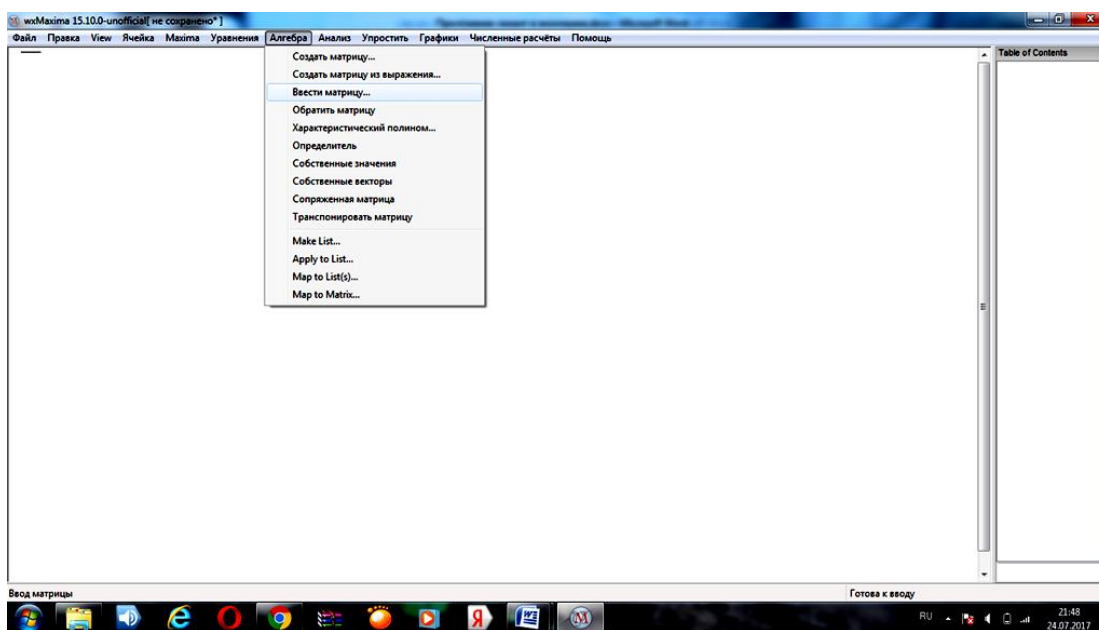 wxMaxima 15.10.0-unofficial[ не сохранено* ]
Файл Правка View Ячейка Maxima Уравнения Алгебра Анализ Упростить Графики Численные расчёты Помощь
Создать матрицу...
Создать матрицу из выражения...
Ввести матрицу...
Обратить матрицу
Характеристический полином...
Определитель
Собственные значения
Собственные векторы
Сопряженная матрица
Транспонировать матрицу
Make List...
Apply to List...
Map to List(s)...
Map to Matrix...
Table of Contents
Ввод матрицы
Готова к вводу
RU
21:48
24.07.2017